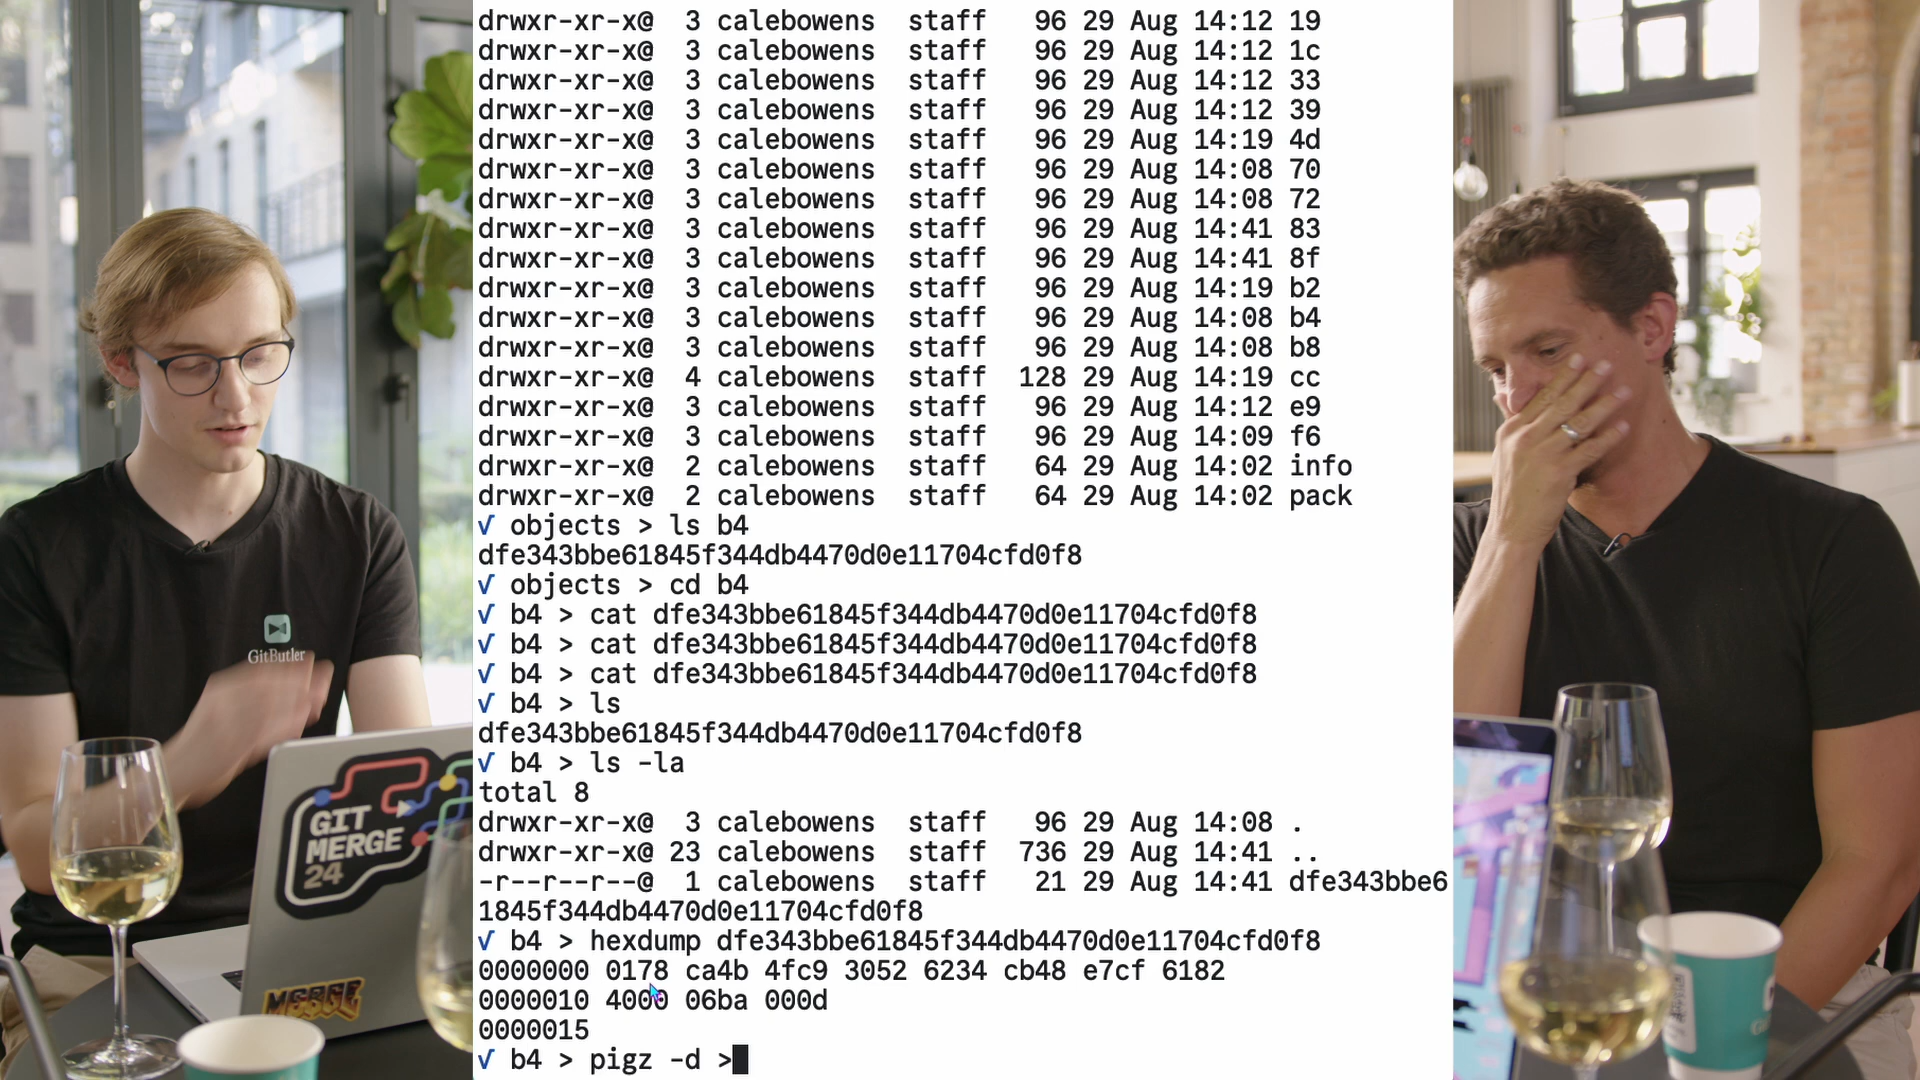 drwxr-xr-x@  3 calebowens  staff   96 29 Aug 14:12 19
drwxr-xr-x@  3 calebowens  staff   96 29 Aug 14:12 1c
drwxr-xr-x@  3 calebowens  staff   96 29 Aug 14:12 33
drwxr-xr-x@  3 calebowens  staff   96 29 Aug 14:12 39
drwxr-xr-x@  3 calebowens  staff   96 29 Aug 14:19 4d
drwxr-xr-x@  3 calebowens  staff   96 29 Aug 14:08 70
drwxr-xr-x@  3 calebowens  staff   96 29 Aug 14:08 72
drwxr-xr-x@  3 calebowens  staff   96 29 Aug 14:41 83
drwxr-xr-x@  3 calebowens  staff   96 29 Aug 14:41 8f
drwxr-xr-x@  3 calebowens  staff   96 29 Aug 14:19 b2
drwxr-xr-x@  3 calebowens  staff   96 29 Aug 14:08 b4
drwxr-xr-x@  3 calebowens  staff   96 29 Aug 14:08 b8
drwxr-xr-x@  4 calebowens  staff  128 29 Aug 14:19 cc
drwxr-xr-x@  3 calebowens  staff   96 29 Aug 14:12 e9
drwxr-xr-x@  3 calebowens  staff   96 29 Aug 14:09 f6
drwxr-xr-x@  2 calebowens  staff   64 29 Aug 14:02 info
drwxr-xr-x@  2 calebowens  staff   64 29 Aug 14:02 pack
√ objects > ls b4
dfe343bbe61845f344db4470d0e11704cfd0f8
√ objects > cd b4
√ b4 > cat dfe343bbe61845f344db4470d0e11704cfd0f8
√ b4 > cat dfe343bbe61845f344db4470d0e11704cfd0f8
√ b4 > cat dfe343bbe61845f344db4470d0e11704cfd0f8
√ b4 > ls
dfe343bbe61845f344db4470d0e11704cfd0f8
√ b4 > ls -la
total 8
drwxr-xr-x@  3 calebowens  staff   96 29 Aug 14:08 .
drwxr-xr-x@ 23 calebowens  staff  736 29 Aug 14:41 ..
-r--r--r--@  1 calebowens  staff   21 29 Aug 14:41 dfe343bbe6
1845f344db4470d0e11704cfd0f8
√ b4 > hexdump dfe343bbe61845f344db4470d0e11704cfd0f8
0000000 0178 ca4b 4fc9 3052 6234 cb48 e7cf 6182
0000010 4000 06ba 000d
0000015
√ b4 > pigz -d >
GitButler
GIT
MERGE
24
MERGE